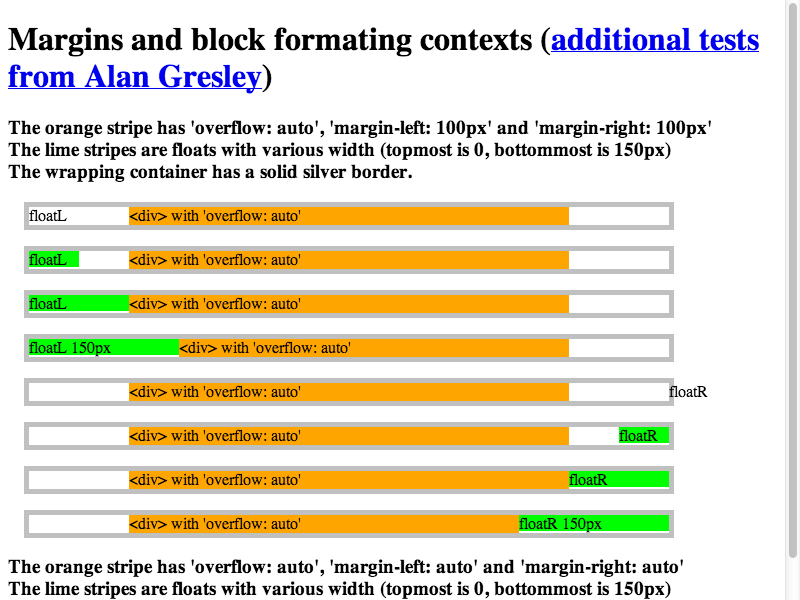 Margins and block formating contexts (additional tests
from Alan Gresley)
The orange stripe has 'overflow: auto', 'margin-left: 100px' and 'margin-right: 100px'
The lime stripes are floats with various width (topmost is 0, bottommost is 150px)
The wrapping container has a solid silver border.
floatL <div> with 'overflow: auto'
floatL <div> with 'overflow: auto'
floatL <div> with 'overflow: auto'
floatL 150px <div> with 'overflow: auto'
<div> with 'overflow: auto' floatR
<div> with 'overflow: auto' floatR
<div> with 'overflow: auto' floatR
<div> with 'overflow: auto' floatR 150px
The orange stripe has 'overflow: auto', 'margin-left: auto' and 'margin-right: auto'
The lime stripes are floats with various width (topmost is 0, bottommost is 150px)